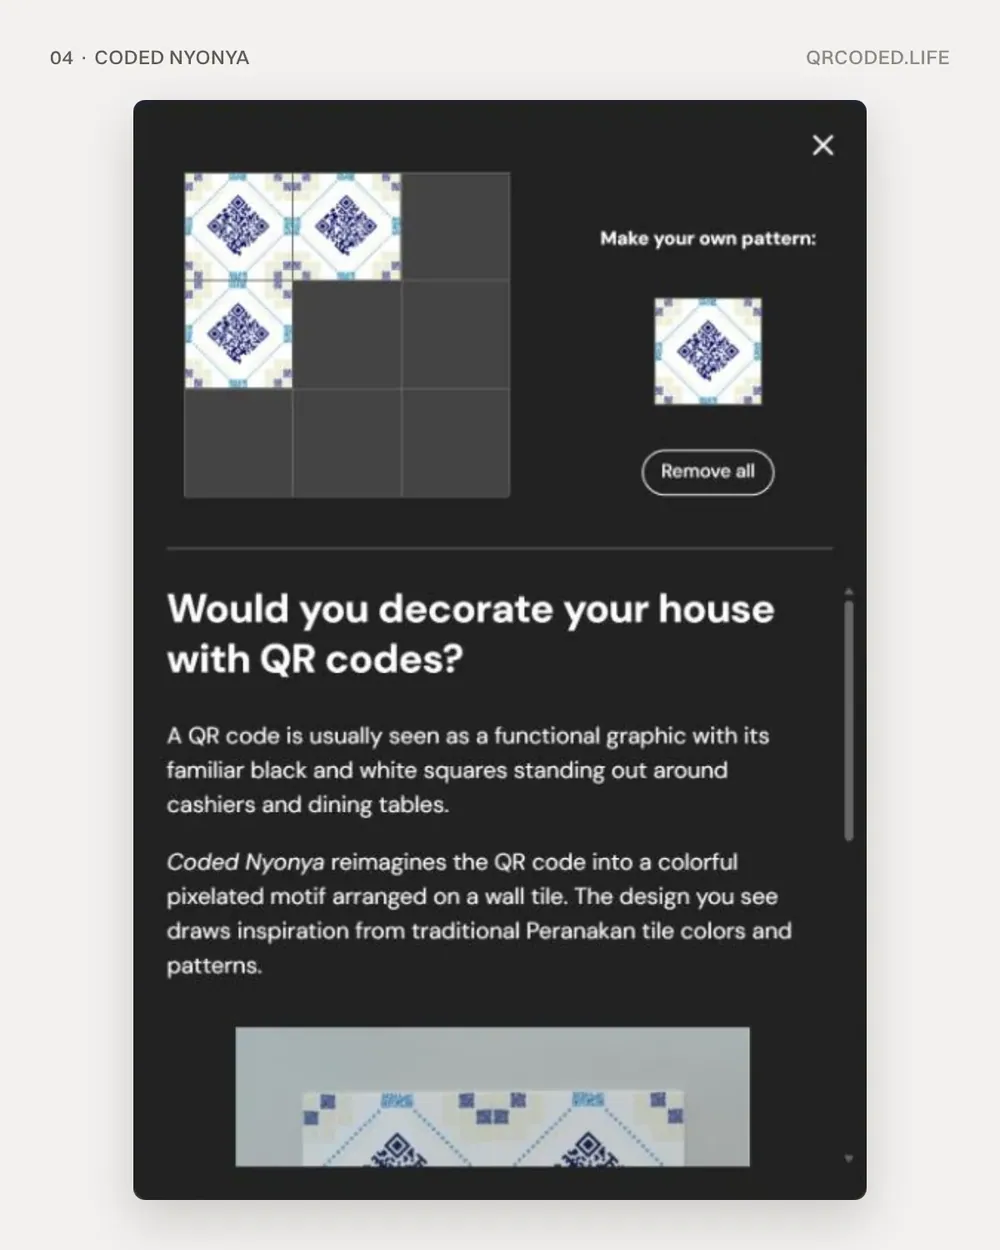 04 · CODED NYONYA
QRCODED.LIFE
Make your own pattern:
Remove all
Would you decorate your house
with QR codes?
A QR code is usually seen as a functional graphic with its
familiar black and white squares standing out around
cashiers and dining tables.
Coded Nyonya reimagines the QR code into a colorful
pixelated motif arranged on a wall tile. The design you see
draws inspiration from traditional Peranakan tile colors and
patterns.